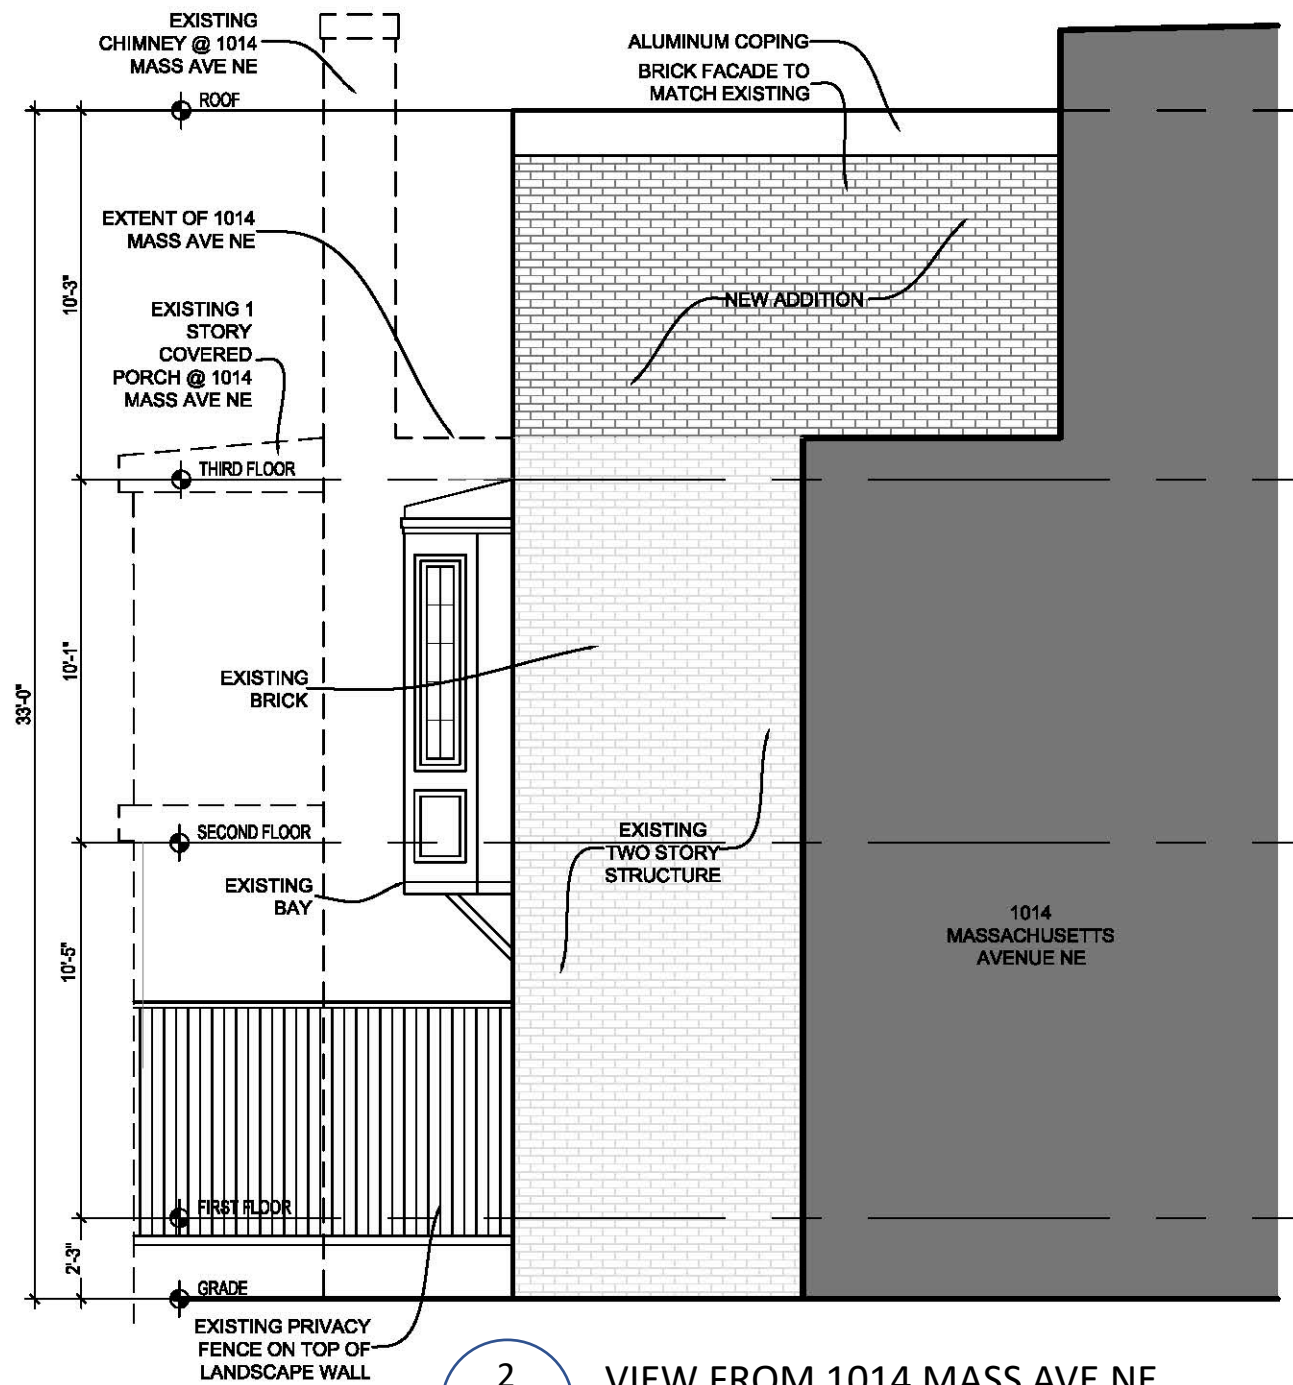 EXISTING
CHIMNEY @ 1014
MASS AVE NE
ALUMINUM COPING
BRICK FACADE TO
MATCH EXISTING
ROOF
EXTENT OF 1014
MASS AVE NE
10'-3"
NEW ADDITION
EXISTING 1
STORY
COVERED
PORCH @ 1014
MASS AVE NE
THIRD FLOOR
10'-1"
EXISTING
BRICK
33'-0"
SECOND FLOOR
EXISTING
TWO STORY
STRUCTURE
EXISTING
BAY
1014
MASSACHUSETTS
AVENUE NE
10'-5"
FIRST FLOOR
2'-3"
GRADE
EXISTING PRIVACY
FENCE ON TOP OF
LANDSCAPE WALL
2
VIEW FROM 1014 MASS AVE NE